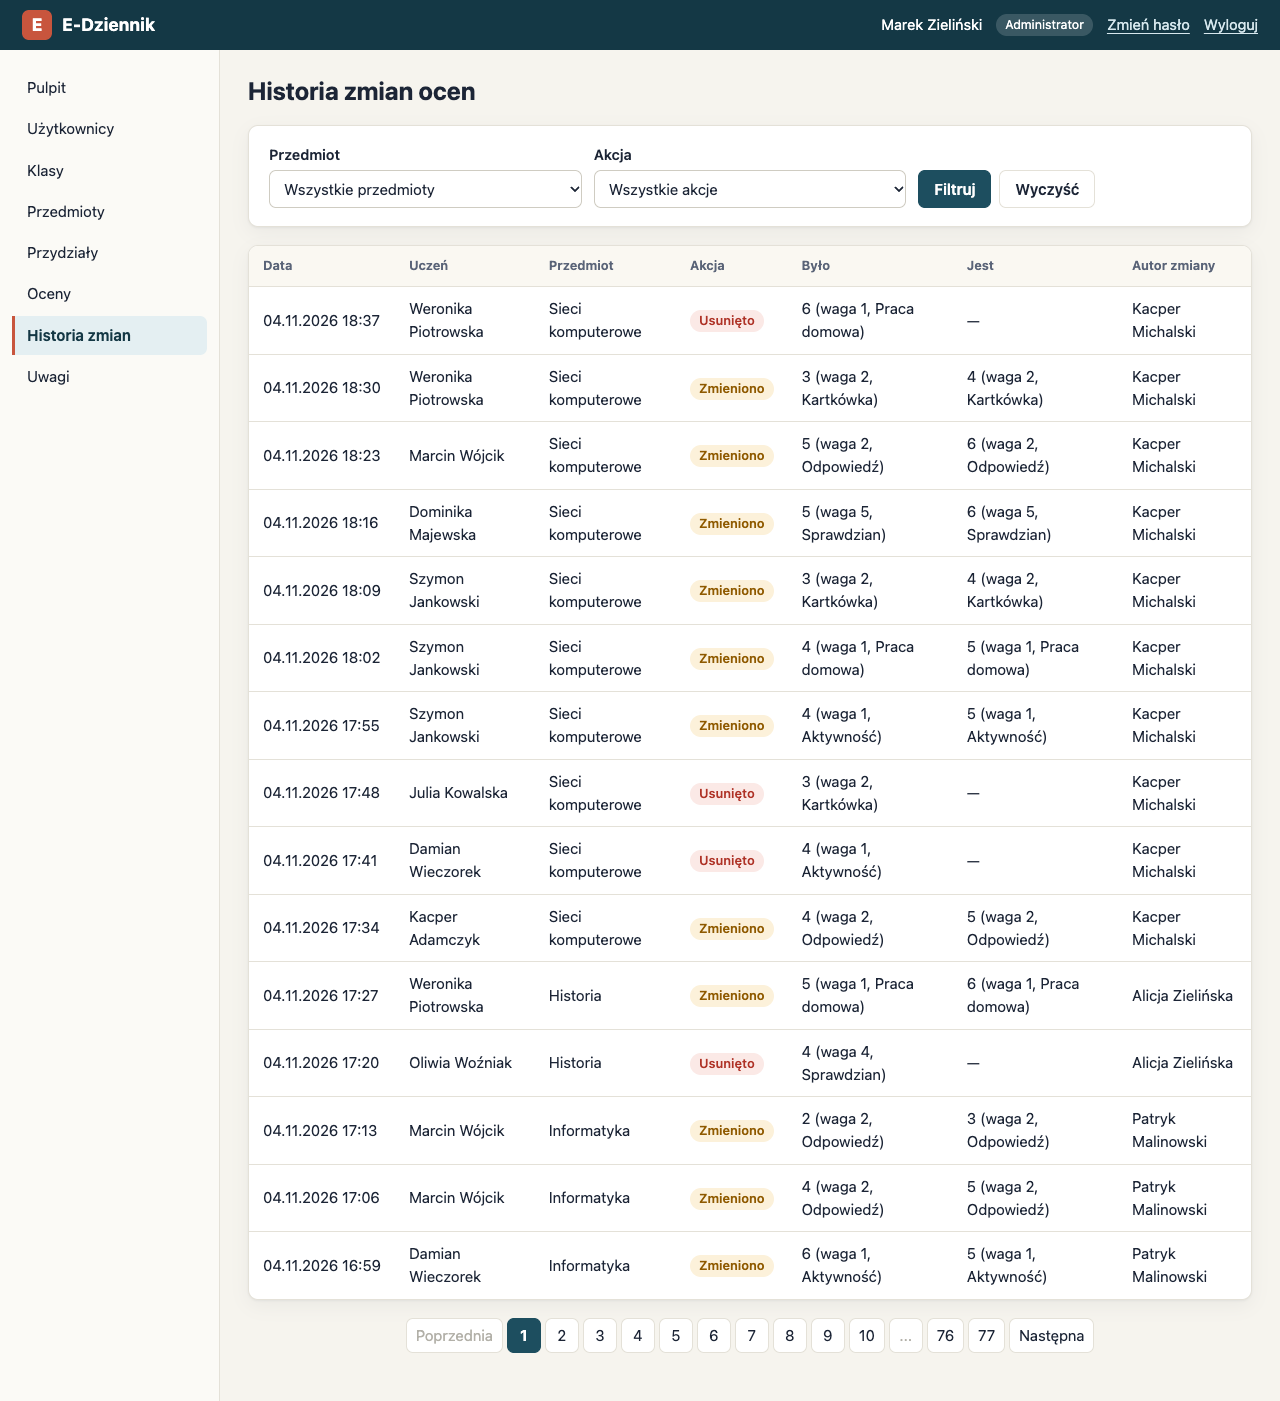 E E-Dziennik
Marek Zieliński Administrator Zmień hasło Wyloguj
Pulpit
Użytkownicy
Klasy
Przedmioty
Przydziały
Oceny
Historia zmian
Uwagi
Historia zmian ocen
Przedmiot Akcja
Wszystkie przedmioty Wszystkie akcje Filtruj Wyczyść
Data Uczeń Przedmiot Akcja Było Jest Autor zmiany
04.11.2026 18:37 Weronika Piotrowska Sieci komputerowe Usunięto 6 (waga 1, Praca domowa) — Kacper Michalski
04.11.2026 18:30 Weronika Piotrowska Sieci komputerowe Zmieniono 3 (waga 2, Kartkówka) 4 (waga 2, Kartkówka) Kacper Michalski
04.11.2026 18:23 Marcin Wójcik Sieci komputerowe Zmieniono 5 (waga 2, Odpowiedź) 6 (waga 2, Odpowiedź) Kacper Michalski
04.11.2026 18:16 Dominika Majewska Sieci komputerowe Zmieniono 5 (waga 5, Sprawdzian) 6 (waga 5, Sprawdzian) Kacper Michalski
04.11.2026 18:09 Szymon Jankowski Sieci komputerowe Zmieniono 3 (waga 2, Kartkówka) 4 (waga 2, Kartkówka) Kacper Michalski
04.11.2026 18:02 Szymon Jankowski Sieci komputerowe Zmieniono 4 (waga 1, Praca domowa) 5 (waga 1, Praca domowa) Kacper Michalski
04.11.2026 17:55 Szymon Jankowski Sieci komputerowe Zmieniono 4 (waga 1, Aktywność) 5 (waga 1, Aktywność) Kacper Michalski
04.11.2026 17:48 Julia Kowalska Sieci komputerowe Usunięto 3 (waga 2, Kartkówka) — Kacper Michalski
04.11.2026 17:41 Damian Wieczorek Sieci komputerowe Usunięto 4 (waga 1, Aktywność) — Kacper Michalski
04.11.2026 17:34 Kacper Adamczyk Sieci komputerowe Zmieniono 4 (waga 2, Odpowiedź) 5 (waga 2, Odpowiedź) Kacper Michalski
04.11.2026 17:27 Weronika Piotrowska Historia Zmieniono 5 (waga 1, Praca domowa) 6 (waga 1, Praca domowa) Alicja Zielińska
04.11.2026 17:20 Oliwia Woźniak Historia Usunięto 4 (waga 4, Sprawdzian) — Alicja Zielińska
04.11.2026 17:13 Marcin Wójcik Informatyka Zmieniono 2 (waga 2, Odpowiedź) 3 (waga 2, Odpowiedź) Patryk Malinowski
04.11.2026 17:06 Marcin Wójcik Informatyka Zmieniono 4 (waga 2, Odpowiedź) 5 (waga 2, Odpowiedź) Patryk Malinowski
04.11.2026 16:59 Damian Wieczorek Informatyka Zmieniono 6 (waga 1, Aktywność) 5 (waga 1, Aktywność) Patryk Malinowski
Poprzednia 1 2 3 4 5 6 7 8 9 10 ... 76 77 Następna